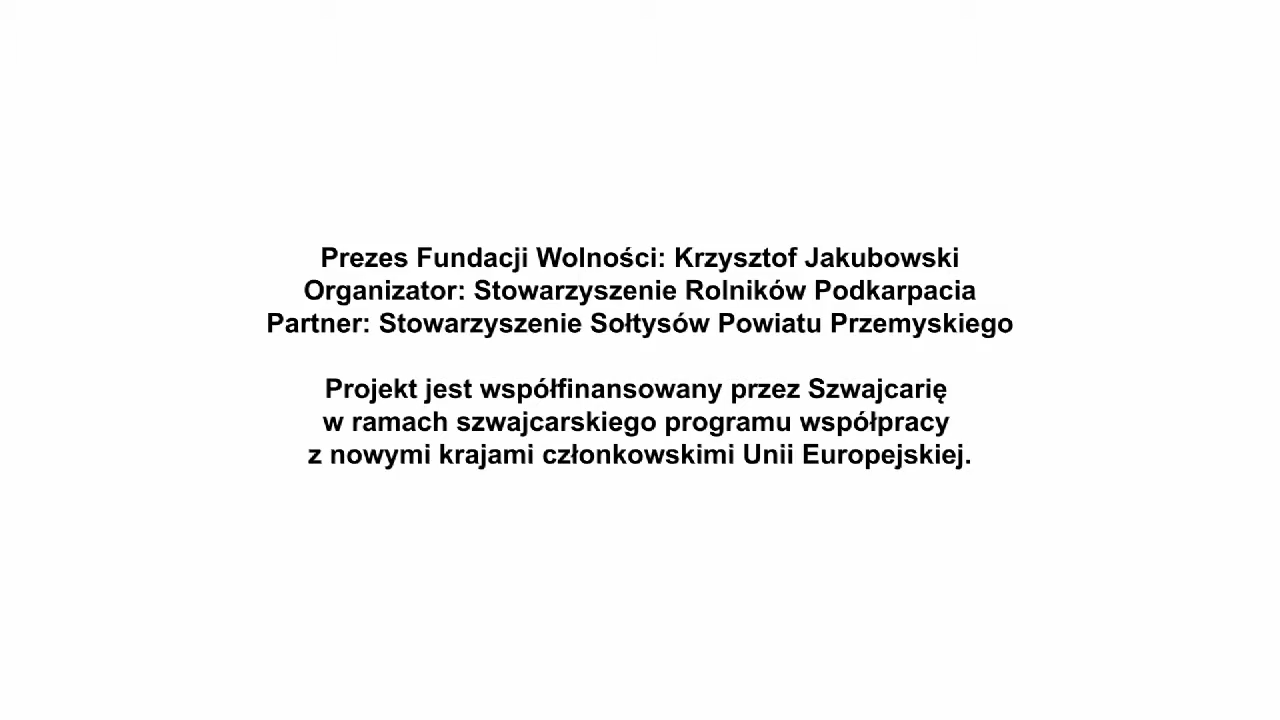 Prezes Fundacji Wolności: Krzysztof Jakubowski
Organizator: Stowarzyszenie Rolników Podkarpacia
Partner: Stowarzyszenie Sołtysów Powiatu Przemyskiego
Projekt jest współfinansowany przez Szwajcarię
w ramach szwajcarskiego programu współpracy
z nowymi krajami członkowskimi Unii Europejskiej.